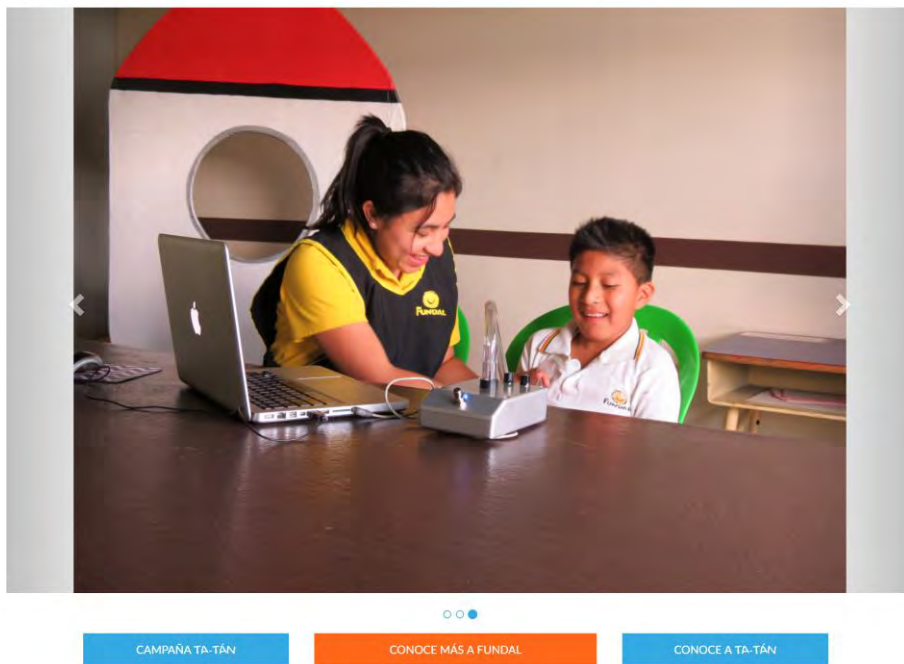 FUNDAL
FUNDAL
CAMPAÑA TA-TÁN
CONOCE MÁS A FUNDAL
CONOCE A TA-TÁN